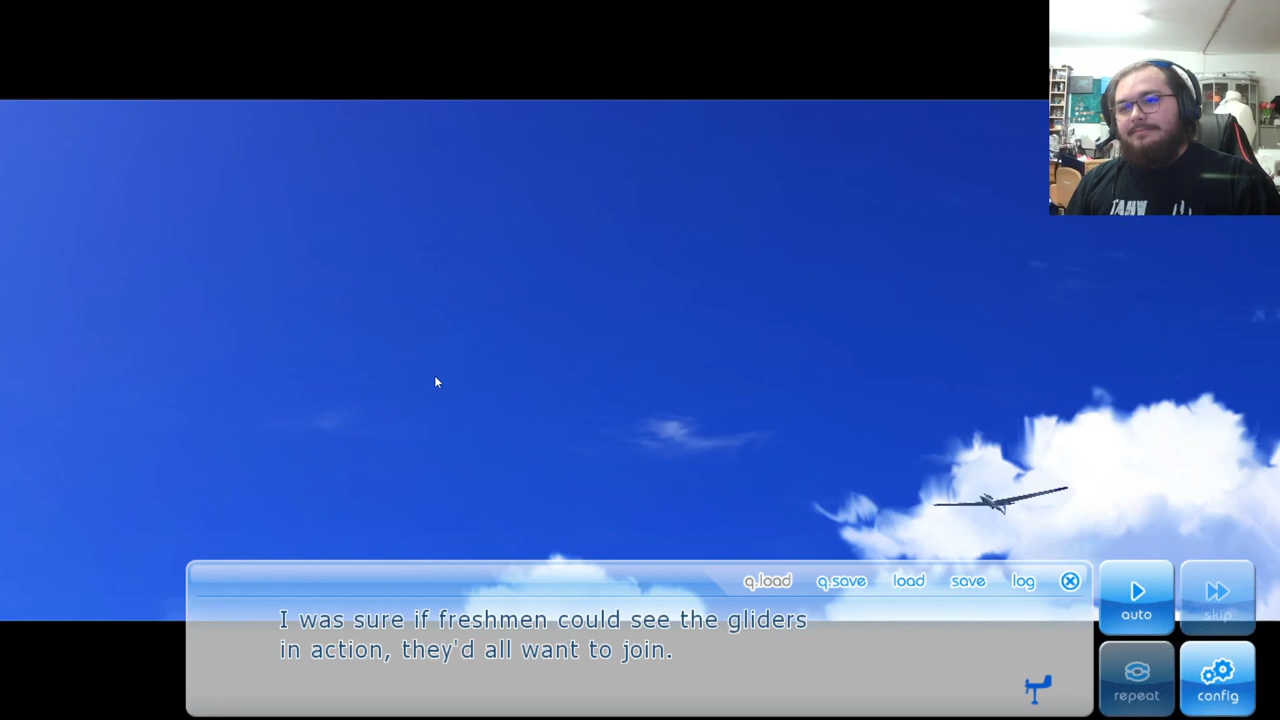 q.load q.save load save log
I was sure if freshmen could see the gliders
in action, they'd all want to join.
auto
skip
repeat
config